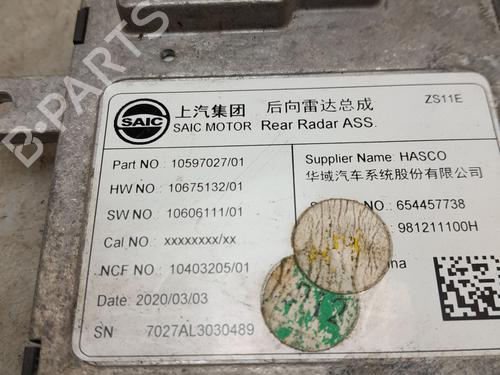 B-PARTS
SAIC
上汽集团 后向雷达总成 ZS11E
SAIC MOTOR Rear Radar ASS.
Part NO 10597027/01
HW NO 10675132/01
SW NO 10606111/01
Cal NO. xxxxxxxx/xx
NCF NO. 10403205/01
Date: 2020/03/03
SN 7027AL3030489
Supplier Name: HASCO
华域汽车系统股份有限公司
NO. 654457738
981211100H
na